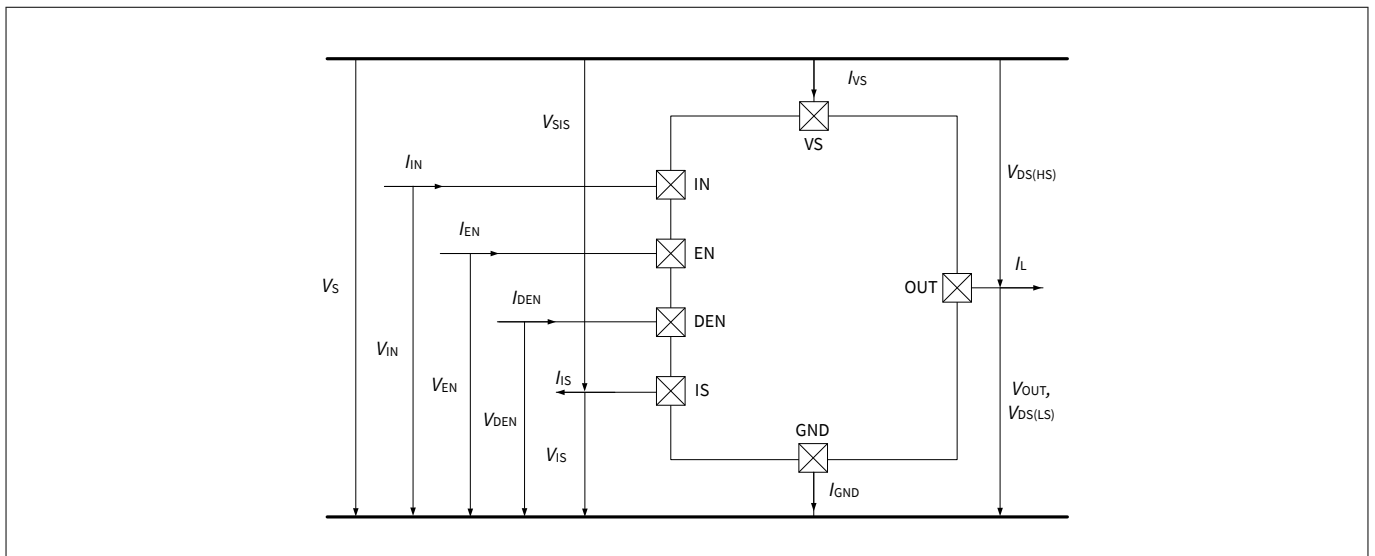 IVS
VSIS
VS
IIN
VDS(HS)
IN
IEN
EN
IL
VS
OUT
IDEN
DEN
VIN
IIS
VEN
IS
VOUT,
VDS(LS)
VDEN
GND
VIS
IGND